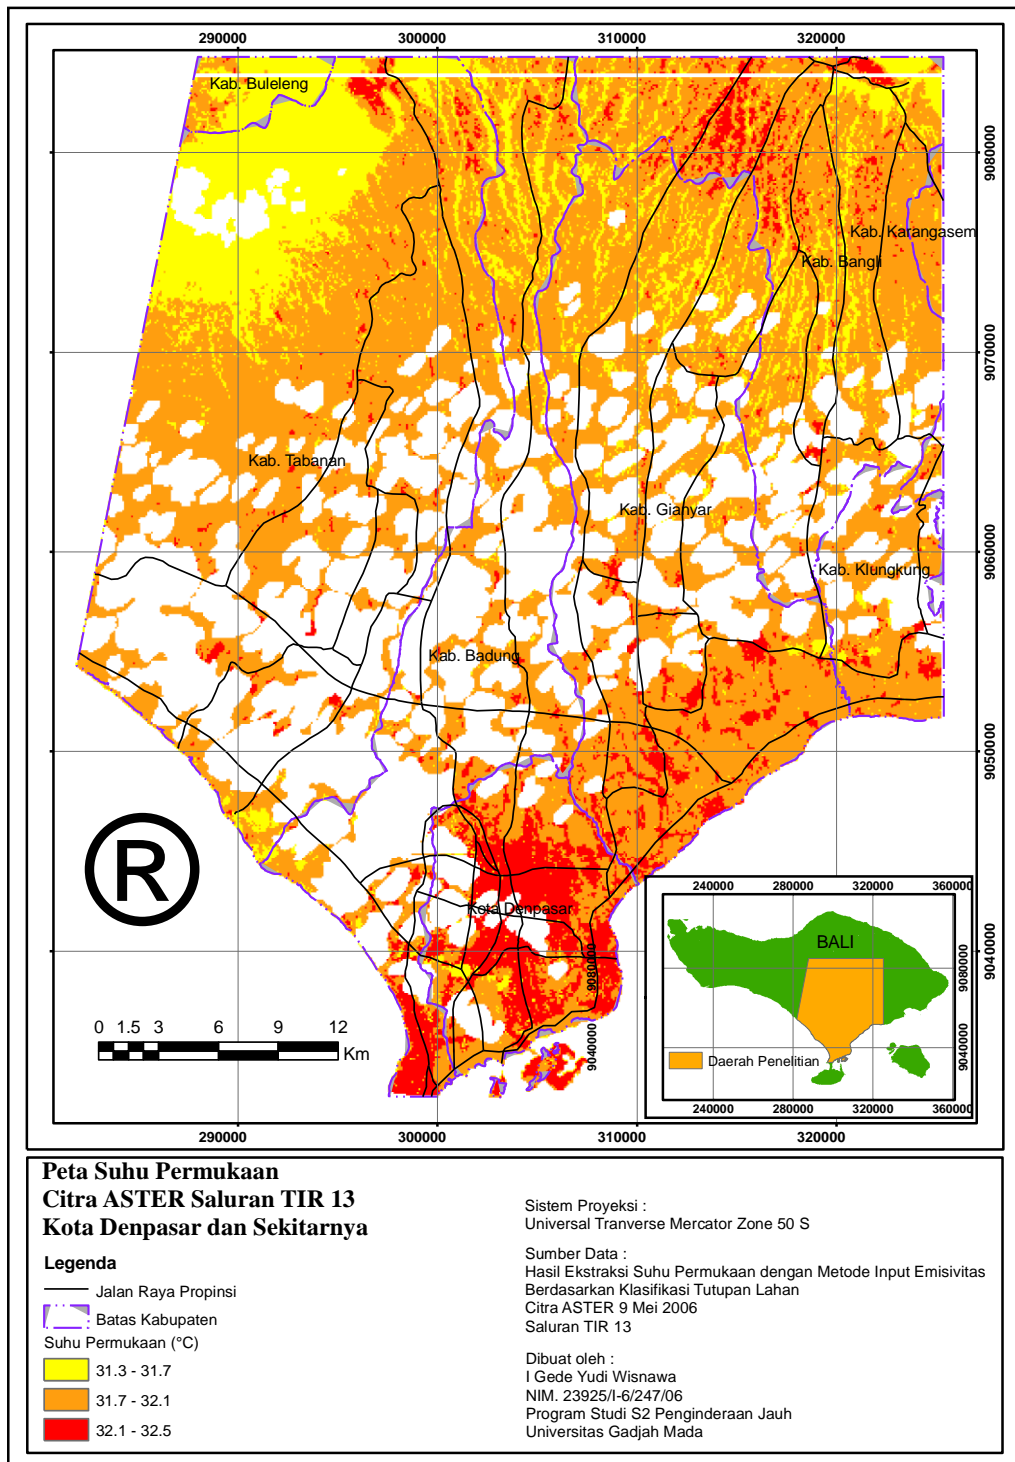 290000 300000 310000 320000
Kab. Buleleng
9080000
Kab. Karangasem
Kab. Bangli
9070000
Kab. Tabanan
Kab. Gianyar
9060000
Kab. Klungkung
Kab. Badung
9050000
R
Kota Denpasar
9040000
240000 280000 320000 360000
BALI
9080000 9080000
9040000 9040000
Daerah Penelitian
240000 280000 320000 360000
0 1.5 3 6 9 12
Km
290000 300000 310000 320000
Peta Suhu Permukaan
Citra ASTER Saluran TIR 13
Kota Denpasar dan Sekitarnya
Legenda
Jalan Raya Propinsi
Batas Kabupaten
Suhu Permukaan (°C)
31.3 - 31.7
31.7 - 32.1
32.1 - 32.5
Sistem Proyeksi :
Universal Tranverse Mercator Zone 50 S
Sumber Data :
Hasil Ekstraksi Suhu Permukaan dengan Metode Input Emisivitas
Berdasarkan Klasifikasi Tutupan Lahan
Citra ASTER 9 Mei 2006
Saluran TIR 13
Dibuat oleh :
I Gede Yudi Wisnawa
NIM. 23925/I-6/247/06
Program Studi S2 Penginderaan Jauh
Universitas Gadjah Mada